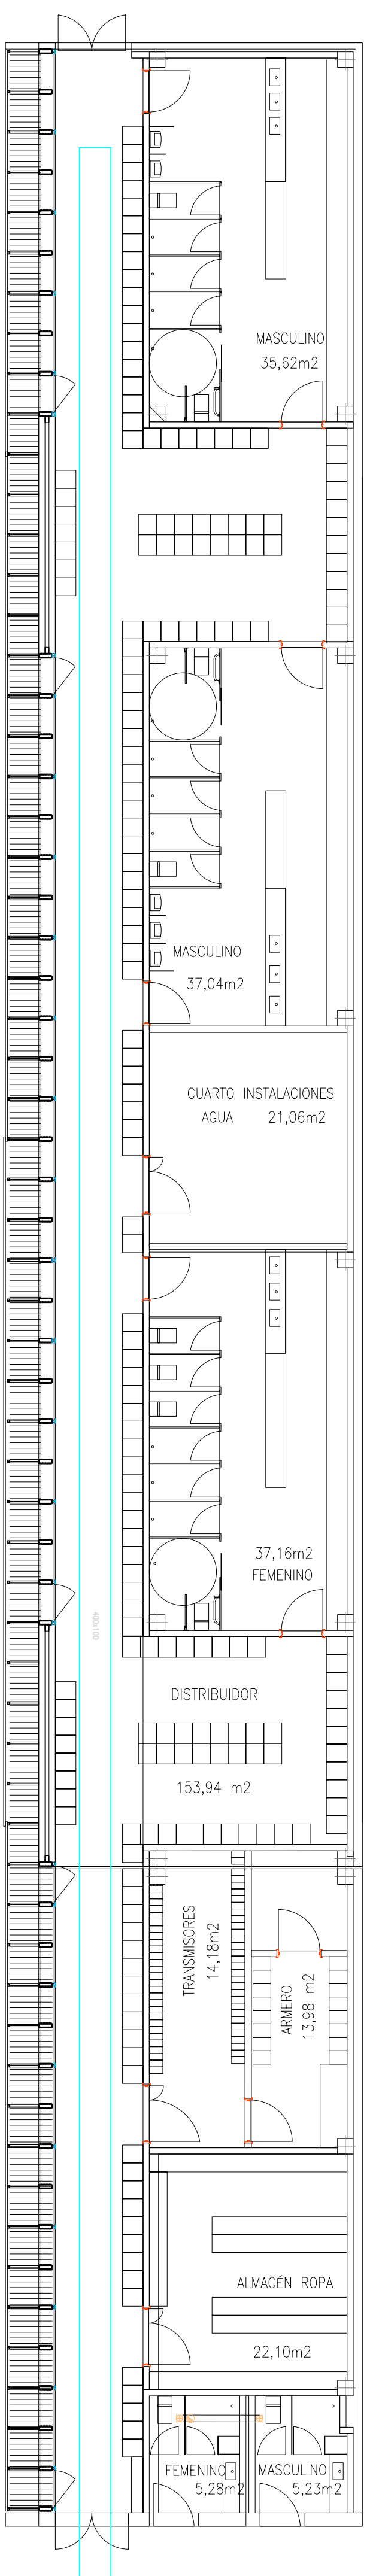 MASCULINO
35,62m2
MASCULINO
37,04m2
CUARTO INSTALACIONES
AGUA 21,06m2
37,16m2
FEMENINO
400x100
DISTRIBUIDOR
153,94 m2
TRANSMISORES
14,18m2
ARMERO
13,98 m2
ALMACÉN ROPA
22,10m2
FEMENINO
5,28m2
MASCULINO
5,23m2